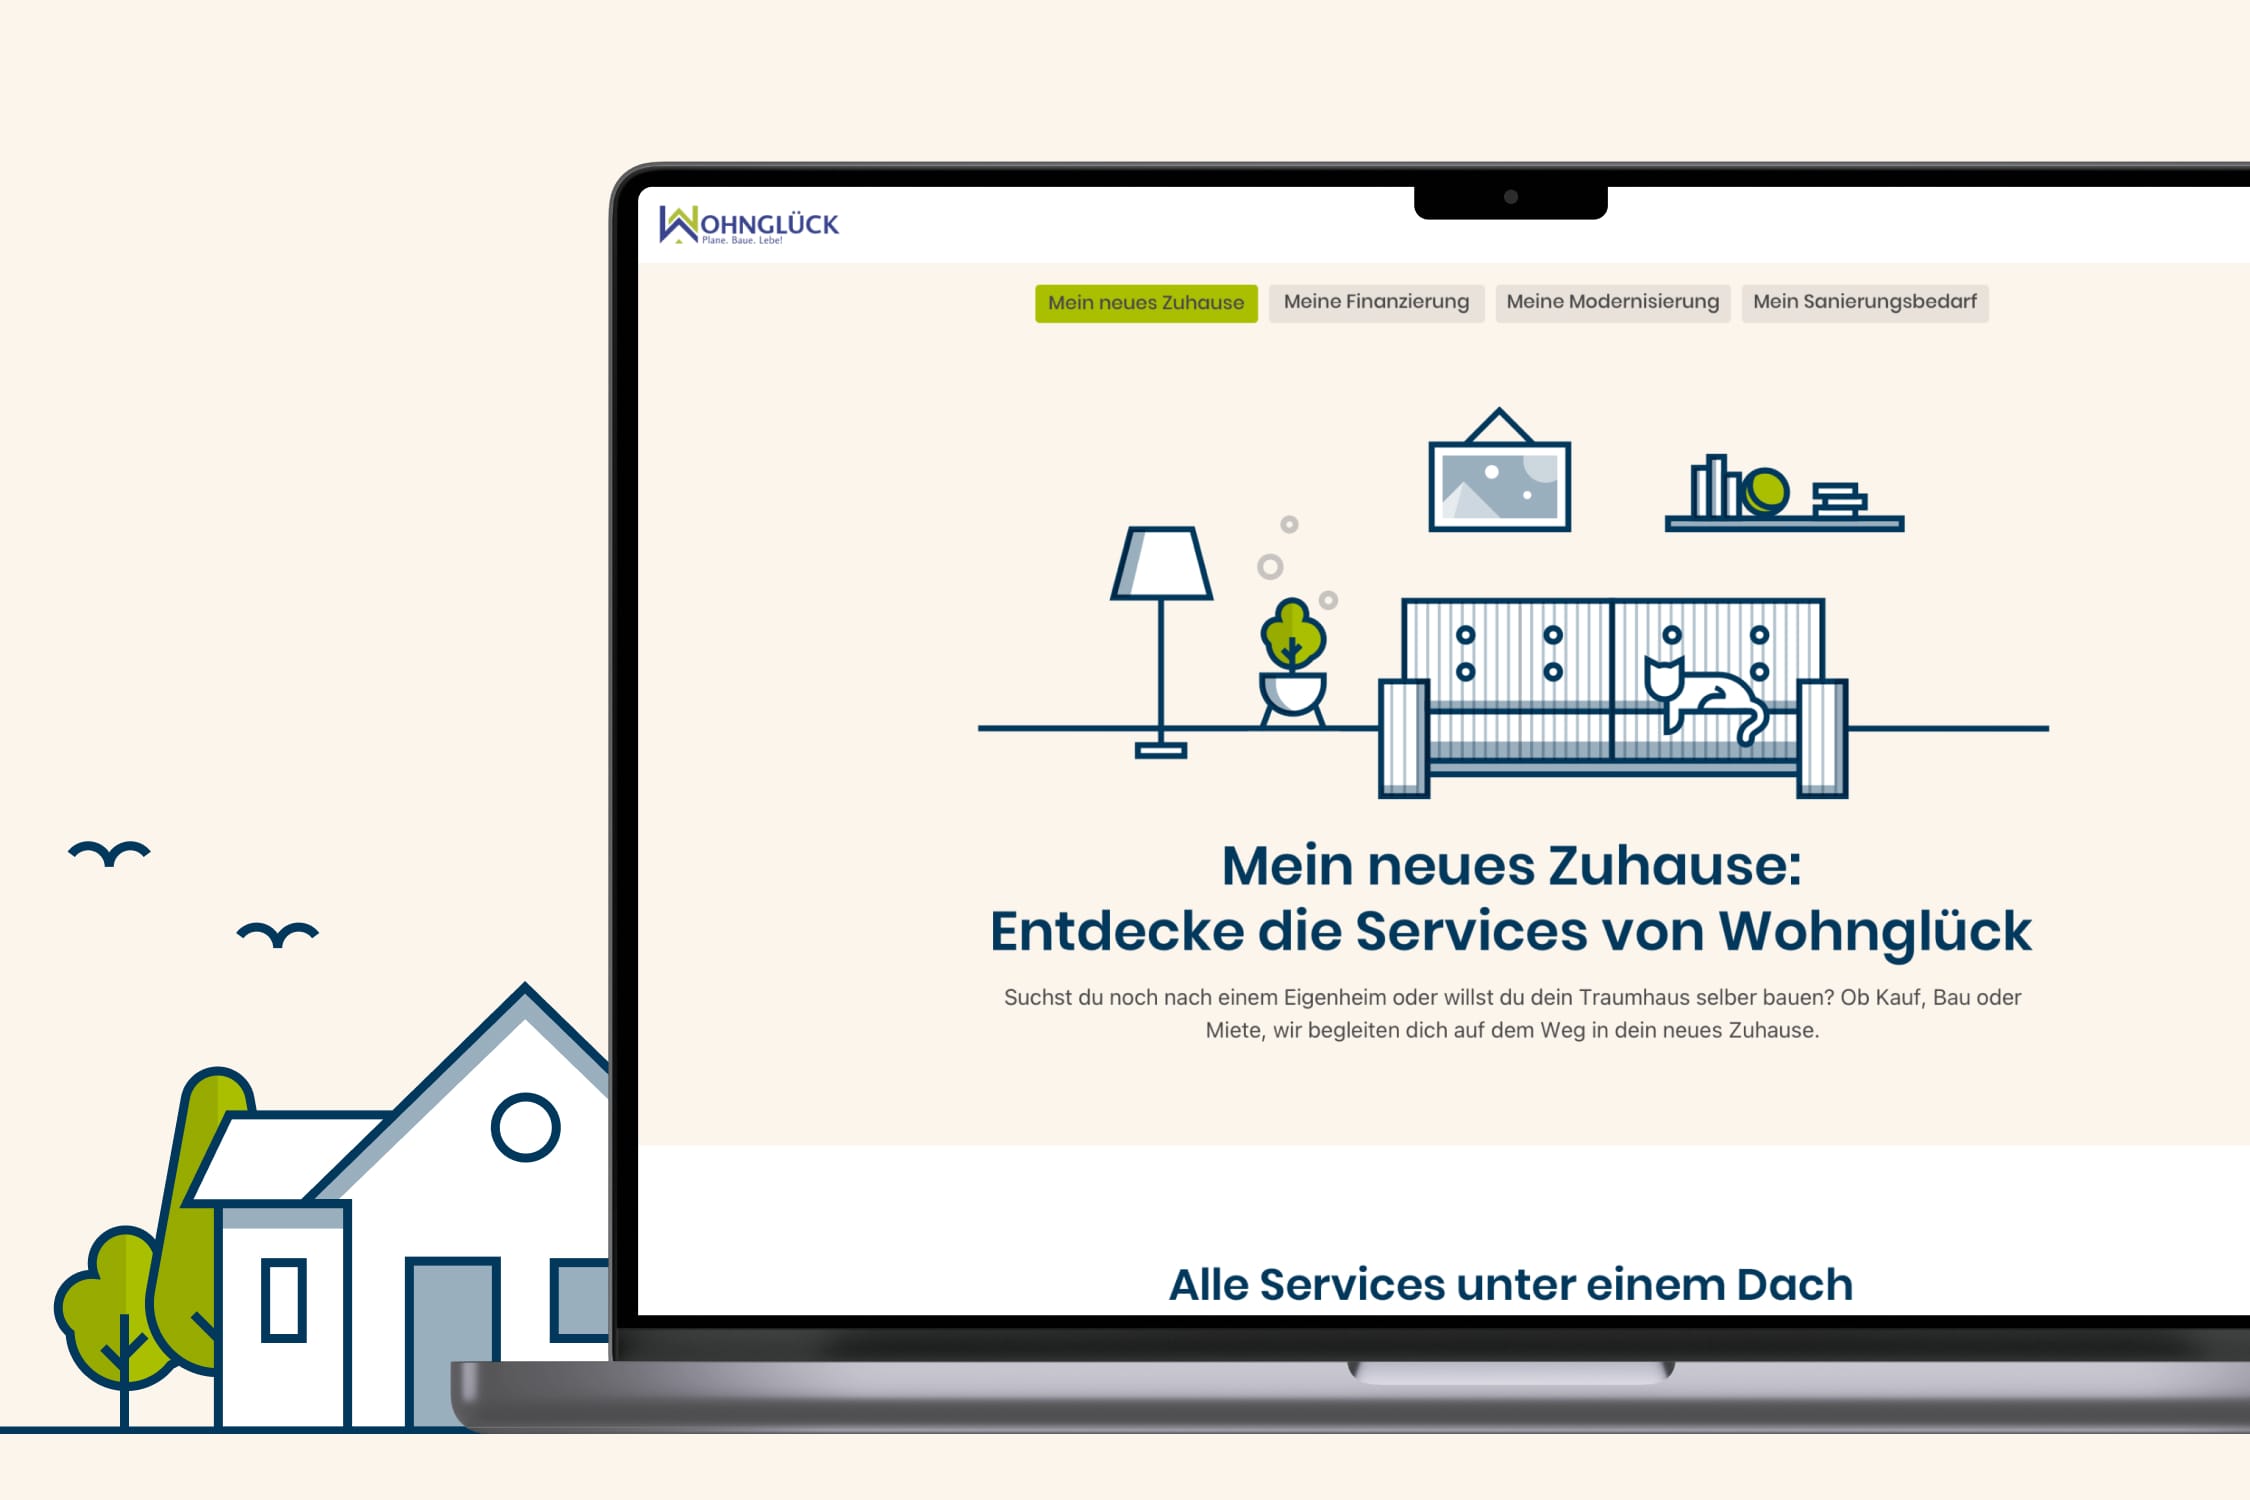 WOHNGLÜCK
Plane. Baue. Lebe!
Mein neues Zuhause
Meine Finanzierung
Meine Modernisierung
Mein Sanierungsbedarf
Mein neues Zuhause:
Entdecke die Services von Wohnglück
Suchst du noch nach einem Eigenheim oder willst du dein Traumhaus selber bauen? Ob Kauf, Bau oder
Miete, wir begleiten dich auf dem Weg in dein neues Zuhause.
Alle Services unter einem Dach